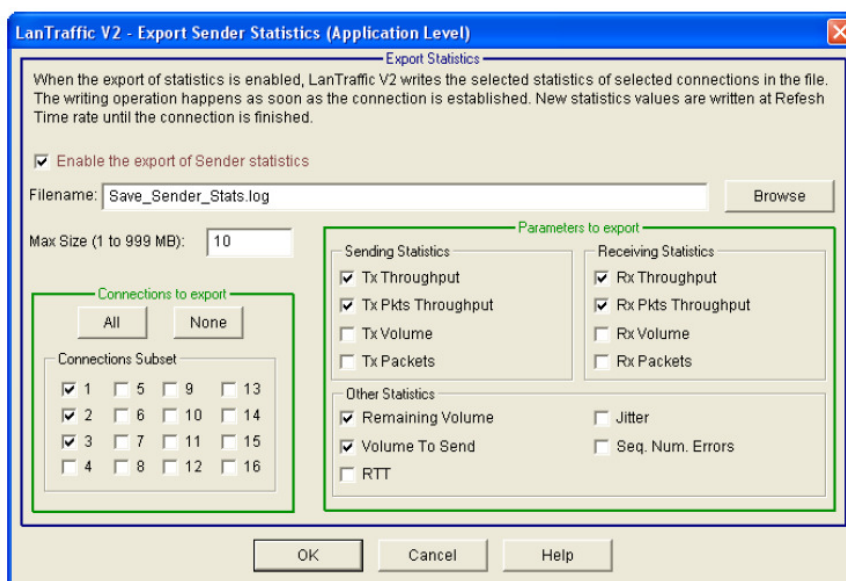 LanTraffic V2 - Export Sender Statistics (Application Level)
Export Statistics
When the export of statistics is enabled, LanTraffic V2 writes the selected statistics of selected connections in the file.
The writing operation happens as soon as the connection is established. New statistics values are written at Refesh
Time rate until the connection is finished.
Enable the export of Sender statistics
Filename: Save_Sender_Stats.log Browse
Max Size (1 to 999 MB): 10
Connections to export
All None
Connections Subset
1 5 9 13
2 6 10 14
3 7 11 15
4 8 12 16
Parameters to export
Sending Statistics
Tx Throughput
Tx Pkts Throughput
Tx Volume
Tx Packets
Receiving Statistics
Rx Throughput
Rx Pkts Throughput
Rx Volume
Rx Packets
Other Statistics
Remaining Volume Jitter
Volume To Send Seq. Num. Errors
RTT
OK Cancel Help